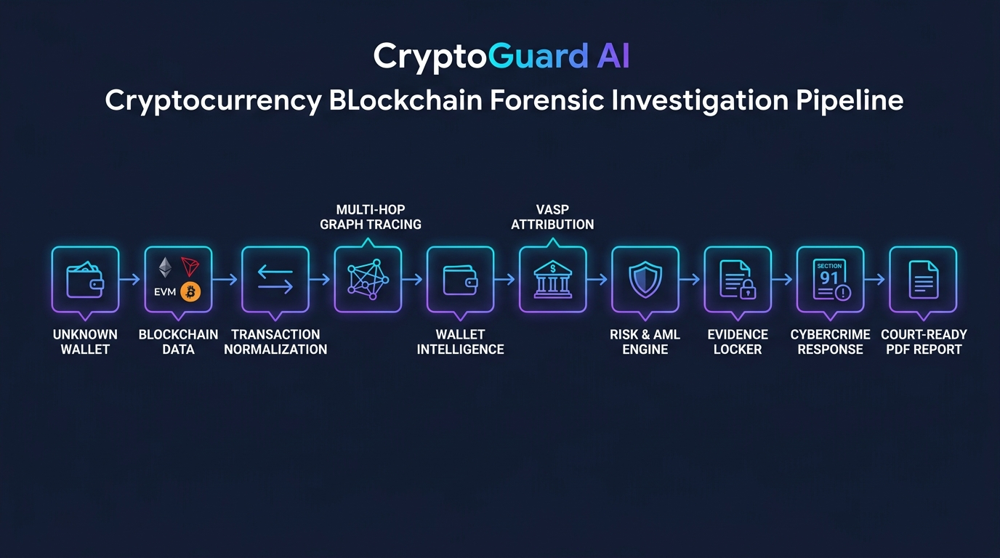 CryptoGuard AI
Cryptocurrency BLockchain Forensic Investigation Pipeline
MULTI-HOP
GRAPH TRACING
VASP
ATTRIBUTION
EVM
$
SECTION
91
UNKNOWN
WALLET
BLOCKCHAIN
DATA
TRANSACTION
NORMALIZATION
WALLET
INTELLIGENCE
RISK & AML
ENGINE
EVIDENCE
LOCKER
CYBERCRIME
RESPONSE
COURT-READY
PDF REPORT